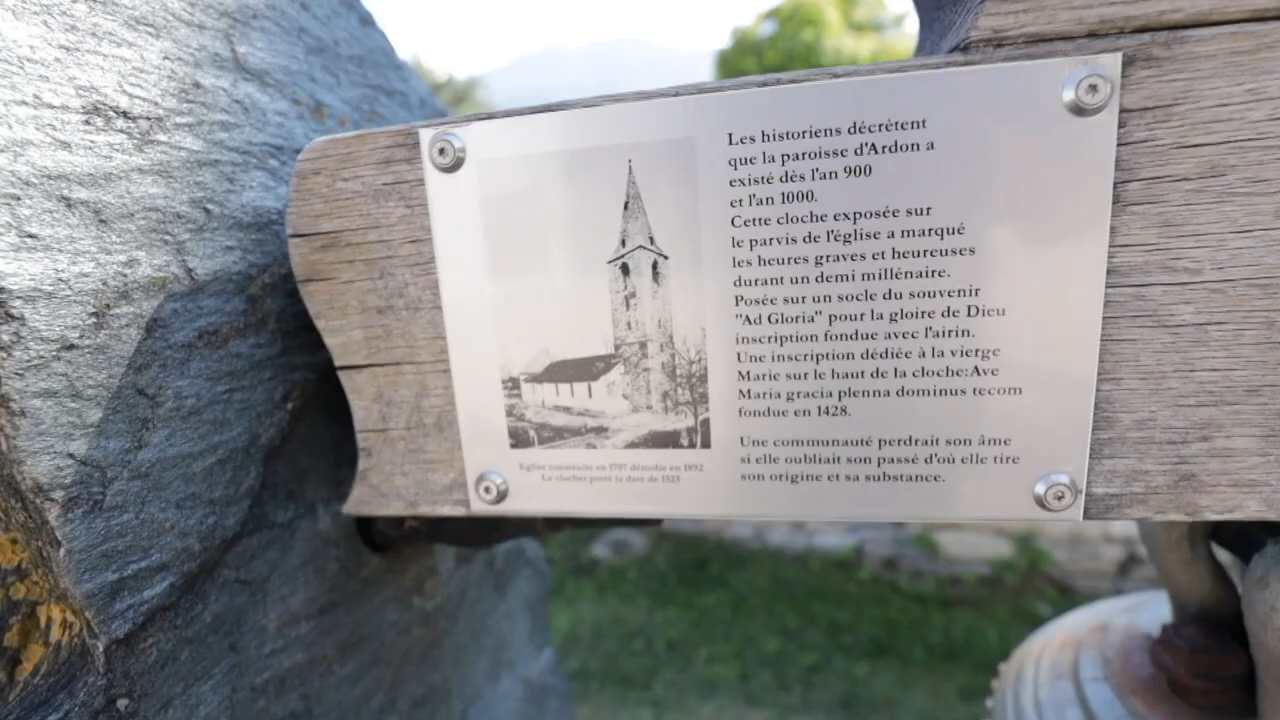 Les historiens décrètent
que la paroisse d'Ardon a
existé dès l'an 900
et l'an 1000.
Cette cloche exposée sur
le parvis de l'église a marqué
les heures graves et heureuses
durant un demi millénaire.
Posée sur un socle du souvenir
"Ad Gloria" pour la gloire de Dieu
inscription fondue avec l'airin.
Une inscription dédiée à la vierge
Marie sur le haut de la cloche:Ave
Maria gracia plenna dominus tecom
fondue en 1428.
Une communauté perdrait son âme
si elle oubliait son passé d'où elle tire
son origine et sa substance.
Eglise construite en 1707 démolie en 1892
Le clocher porte la date de 1525